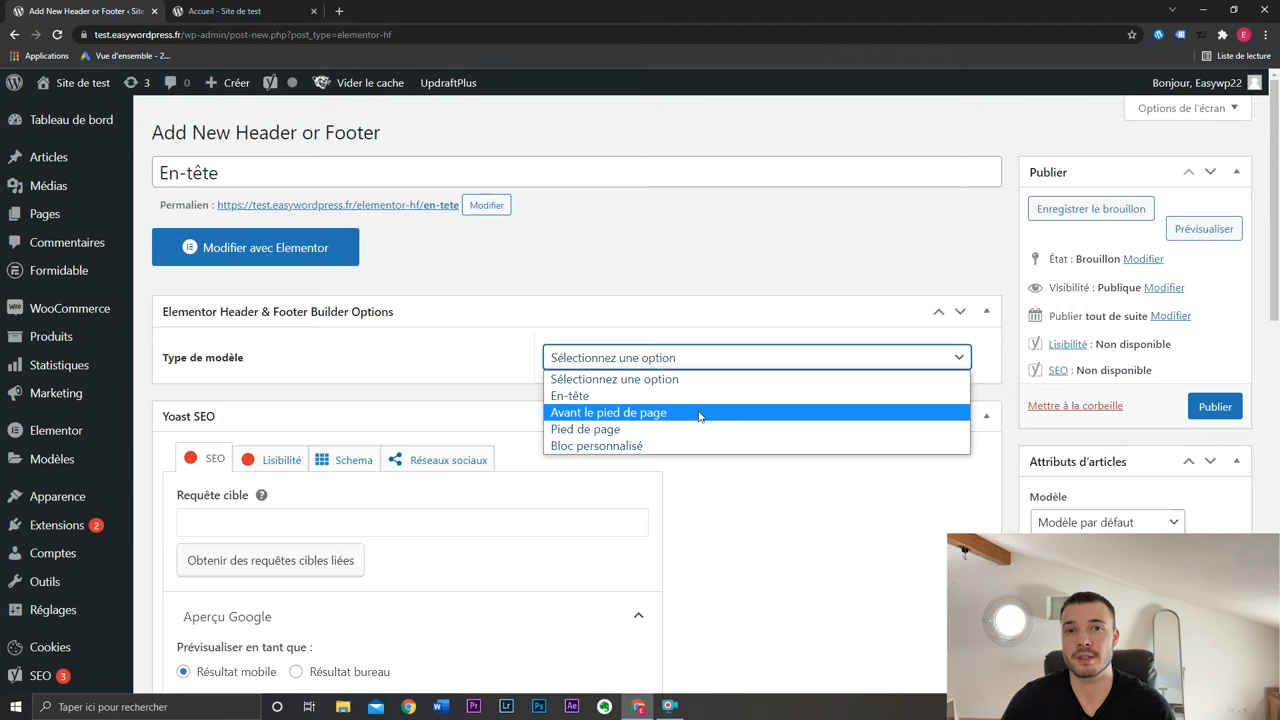 Add New Header or Footer ‹ Site
Accueil - Site de test
test.easywordpress.fr/wp-admin/post-new.php?post_type=elementor-hf
E
Applications
Vue d'ensemble – 2...
Liste de lecture
Site de test
3
0
Créer
Vider le cache
UpdraftPlus
Bonjour, Easywp22
Options de l'écran
Tableau de bord
Articles
Médias
Pages
Commentaires
Formidable
WooCommerce
Produits
Statistiques
Marketing
Elementor
Modèles
Apparence
Extensions 2
Comptes
Outils
Réglages
Cookies
SEO 3
Add New Header or Footer
En-tête
Permalien : https://test.easywordpress.fr/elementor-hf/en-tete Modifier
Modifier avec Elementor
Elementor Header & Footer Builder Options
Type de modèle
Sélectionnez une option
Sélectionnez une option
En-tête
Avant le pied de page
Pied de page
Bloc personnalisé
Yoast SEO
SEO
Lisibilité
Schema
Réseaux sociaux
Requête cible
Obtenir des requêtes cibles liées
Aperçu Google
Prévisualiser en tant que :
Résultat mobile
Résultat bureau
Publier
Enregistrer le brouillon
Prévisualiser
État : Brouillon Modifier
Visibilité : Publique Modifier
Publier tout de suite Modifier
Lisibilité : Non disponible
SEO : Non disponible
Mettre à la corbeille
Publier
Attributs d'articles
Modèle
Modèle par défaut
Taper ici pour rechercher
W
Pr
Lr
Ps
Ae